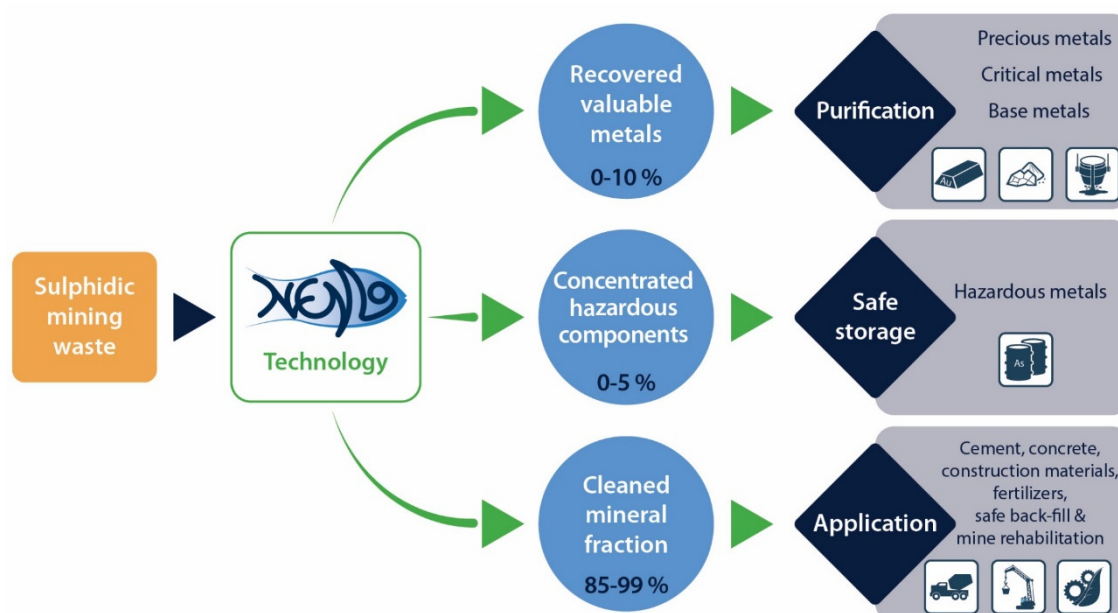 Sulphidic
mining
waste
NEMO
Technology
Recovered
valuable
metals
0-10 %
Purification
Precious metals
Critical metals
Base metals
Au
Concentrated
hazardous
components
0-5 %
Safe
storage
Hazardous metals
As
Cleaned
mineral
fraction
85-99 %
Application
Cement, concrete,
construction materials,
fertilizers,
safe back-fill &
mine rehabilitation